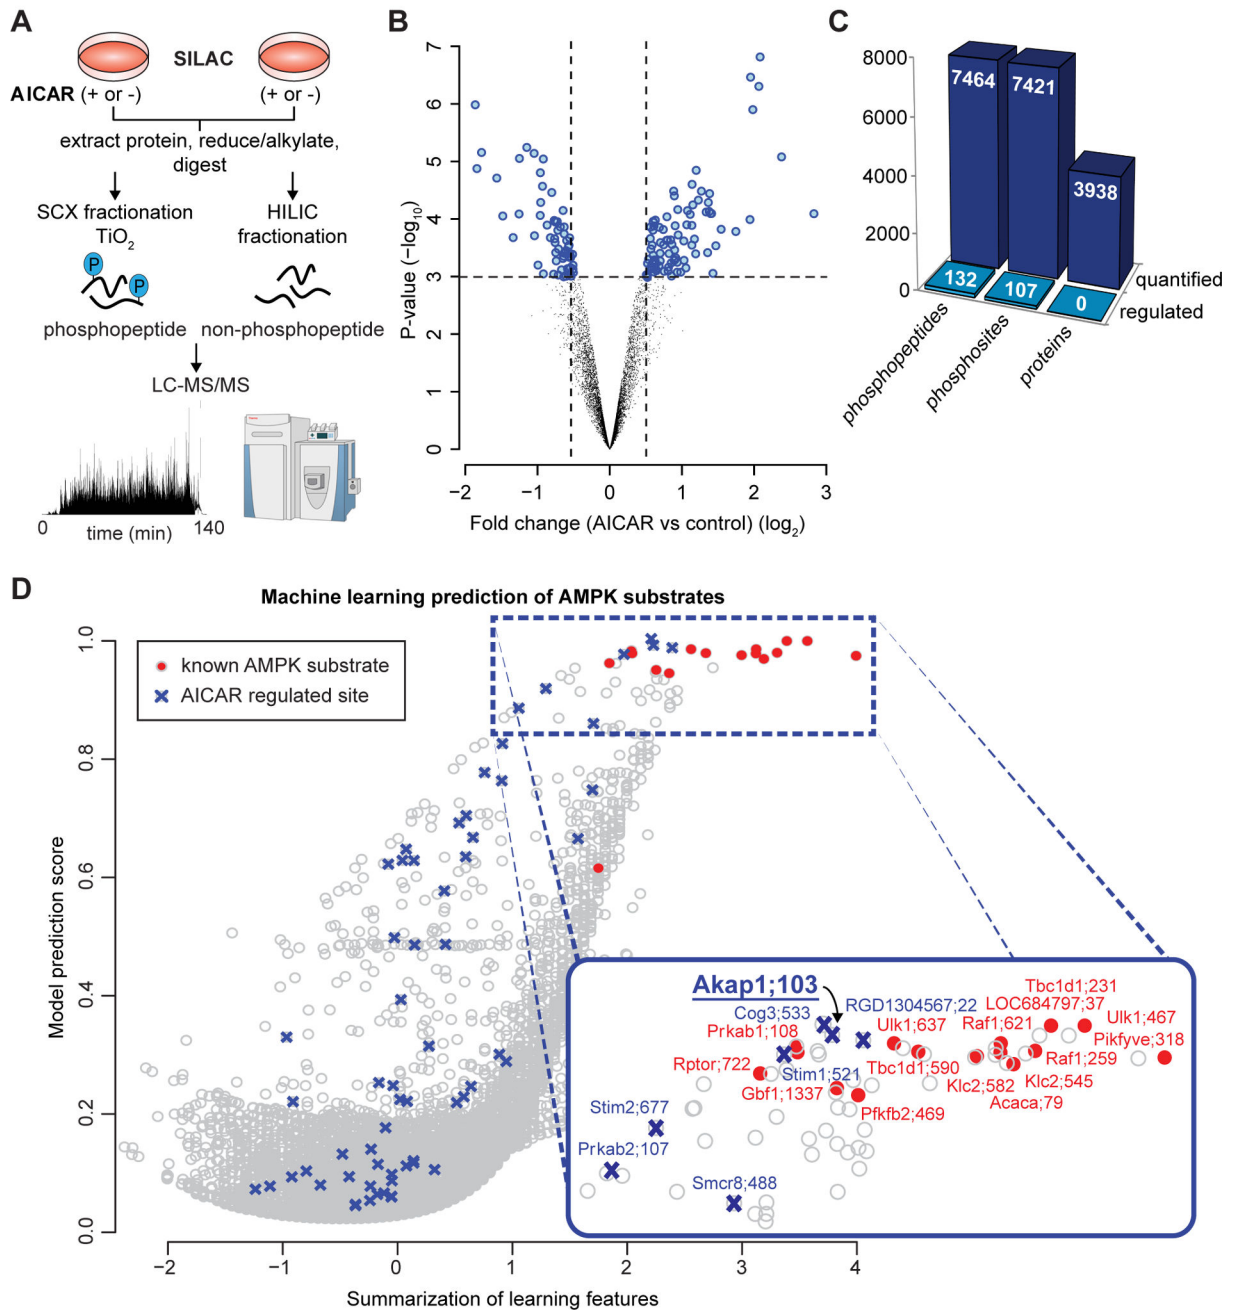 A
SILAC
AICAR (+ or -)
(+ or -)
extract protein, reduce/alkylate,
digest
SCX fractionation
TiO2
HILIC
fractionation
P
P
phosphopeptide
non-phosphopeptide
LC-MS/MS
0
time (min)
140
B
P-value (−log10)
7
6
5
4
3
2
1
0
−2
−1
0
1
2
3
Fold change (AICAR vs control) (log2)
C
8000
6000
4000
2000
0
7464
7421
3938
132
107
0
quantified
regulated
phosphopeptides
phosphosites
proteins
D
Machine learning prediction of AMPK substrates
known AMPK substrate
AICAR regulated site
Model prediction score
1.0
0.8
0.6
0.4
0.2
0.0
−2
−1
0
1
2
3
4
Summarization of learning features
Akap1;103
Cog3;533
RGD1304567;22
Tbc1d1;231
LOC684797;37
Ulk1;467
Prkab1;108
Ulk1;637
Raf1;621
Pikfyve;318
Rptor;722
Stim1;521
Tbc1d1;590
Raf1;259
Gbf1;1337
Klc2;582
Klc2;545
Acaca;79
Stim2;677
Pfkfb2;469
Prkab2;107
Smcr8;488